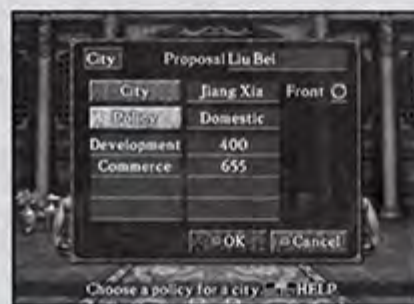 City Proposal Liu Bei
City Jiang Xia Front
Policy Domestic
Development 400
Commerce 655
OK Cancel
Choose a policy for a city. HELP